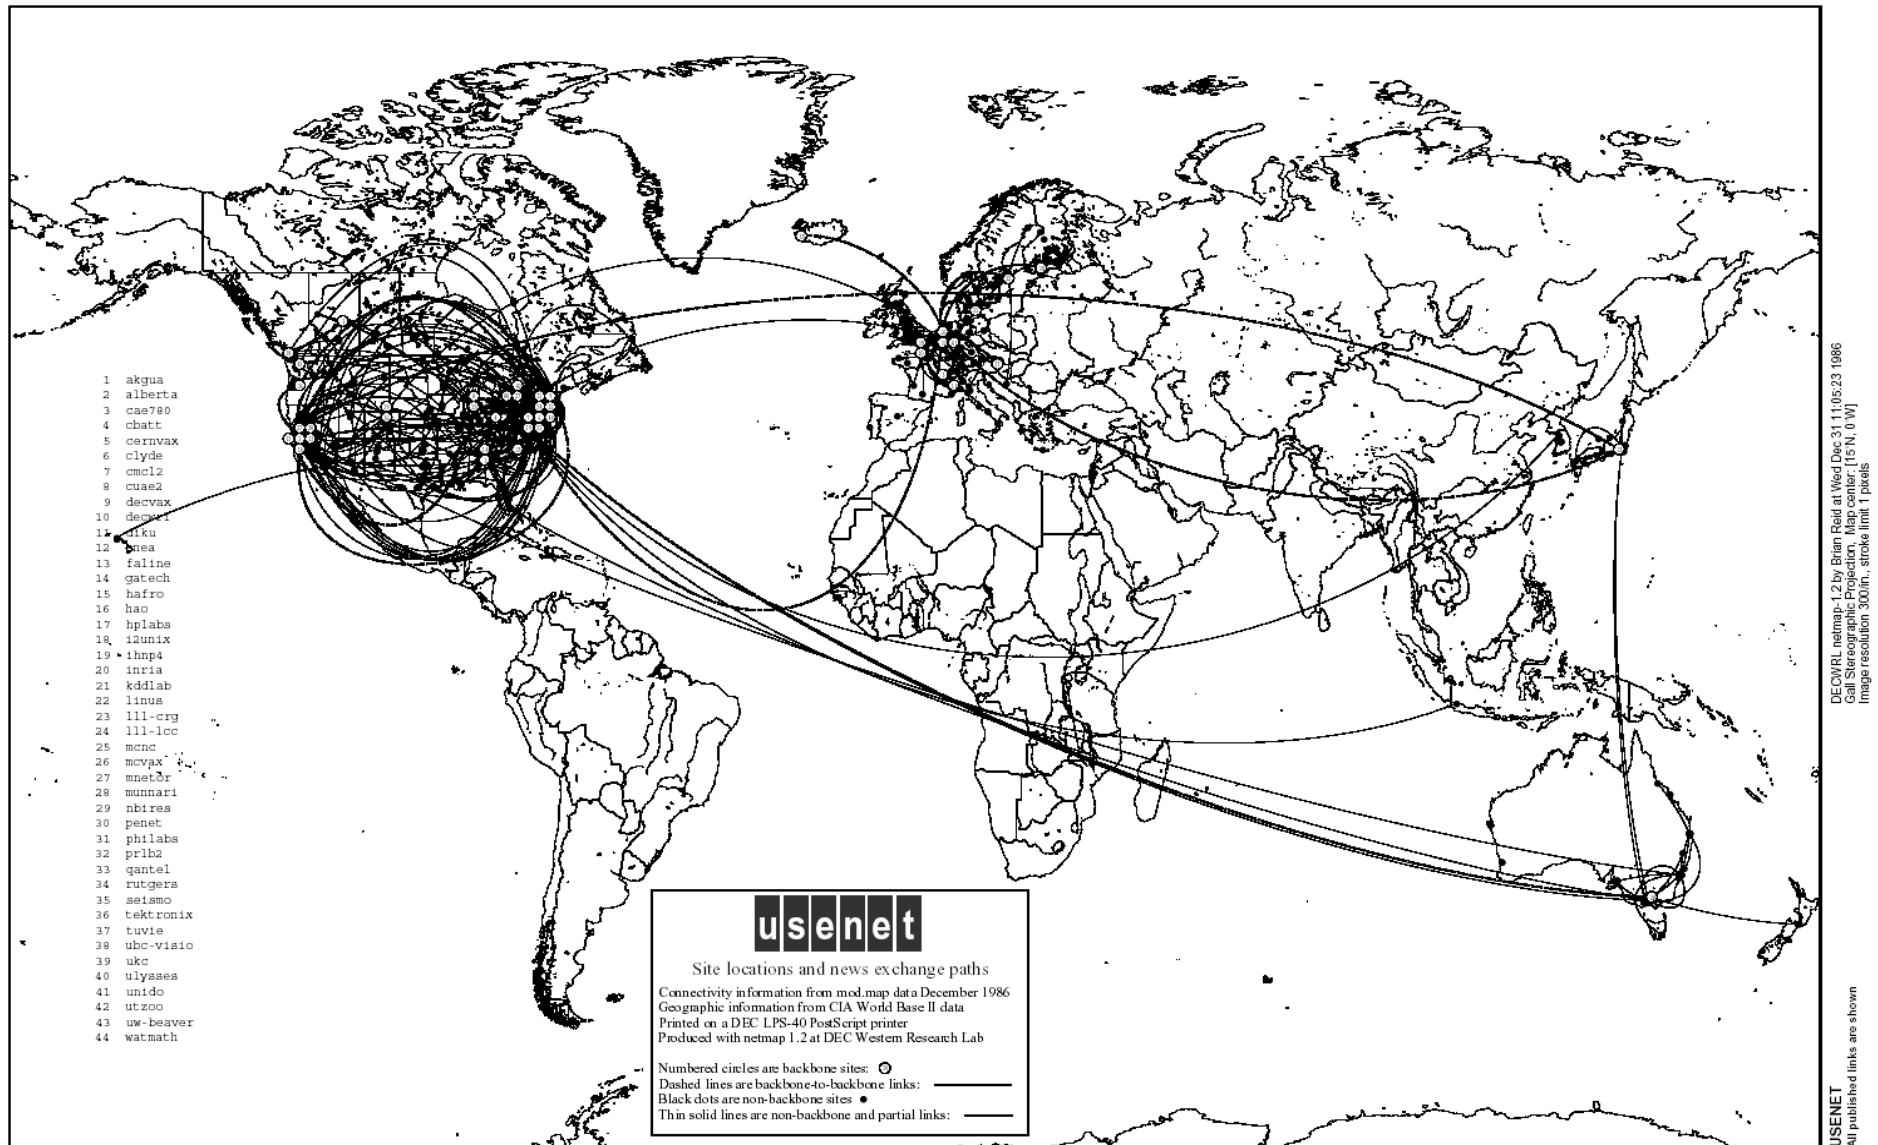 1 akgua
2 alberta
3 cae780
4 cbatt
5 cernvax
6 clyde
7 cmcl2
8 cuae2
9 decvax
10 decwrl
11 diku
12 enea
13 faline
14 gatech
15 hafro
16 hao
17 hplabs
18 i2unix
19 ihnp4
20 inria
21 kddlab
22 linus
23 lll-crg
24 lll-lcc
25 mcnc
26 mcvax
27 mnetor
28 munnari
29 nbires
30 penet
31 philabs
32 prlb2
33 qantel
34 rutgers
35 seismo
36 tektronix
37 tuvie
38 ubc-visio
39 ukc
40 ulysses
41 unido
42 utzoo
43 uw-beaver
44 watmath
usenet
Site locations and news exchange paths
Connectivity information from mod.map data December 1986
Geographic information from CIA World Base II data
Printed on a DEC LPS-40 PostScript printer
Produced with netmap 1.2 at DEC Western Research Lab
Numbered circles are backbone sites:
Dashed lines are backbone-to-backbone links:
Black dots are non-backbone sites
Thin solid lines are non-backbone and partial links:
DECWRL netmap-1.2 by Brian Reid at Wed Dec 31 11:05:23 1986
Gall Stereographic Projection, Map center: [15°N, 0°W]
Image resolution 300/in., stroke limit 1 pixels
USENET
All published links are shown